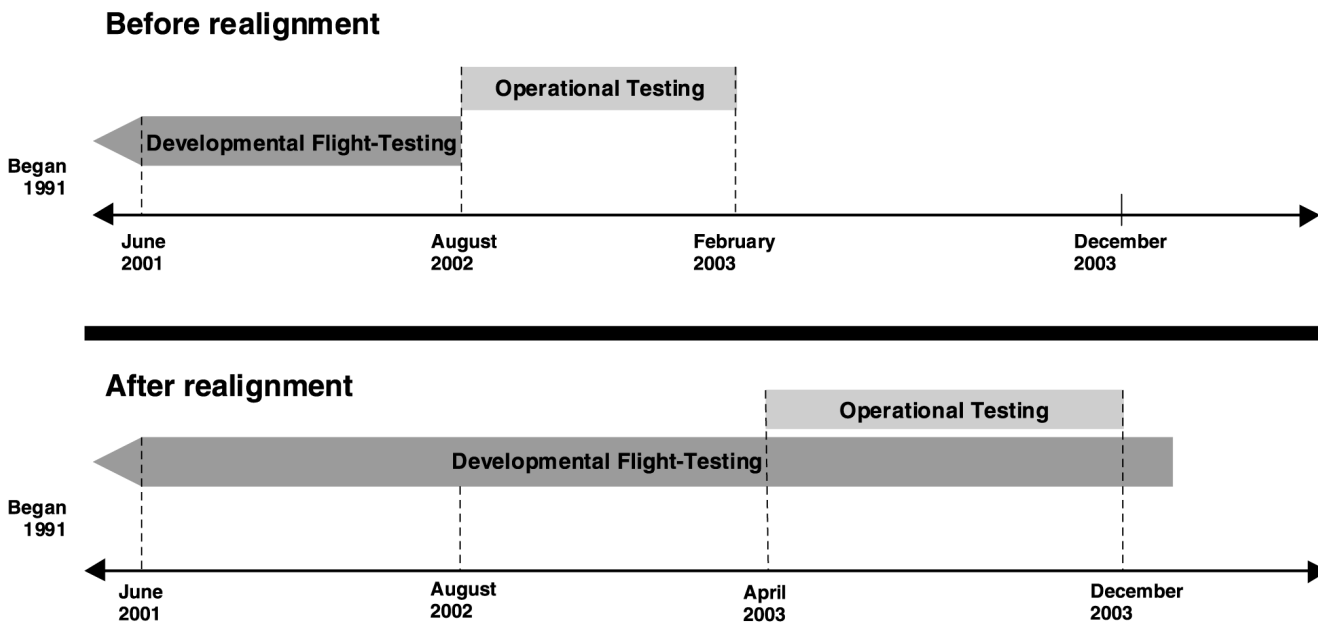 Before realignment
Operational Testing
Developmental Flight-Testing
Began
1991
June
2001
August
2002
February
2003
December
2003
After realignment
Operational Testing
Developmental Flight-Testing
Began
1991
June
2001
August
2002
April
2003
December
2003